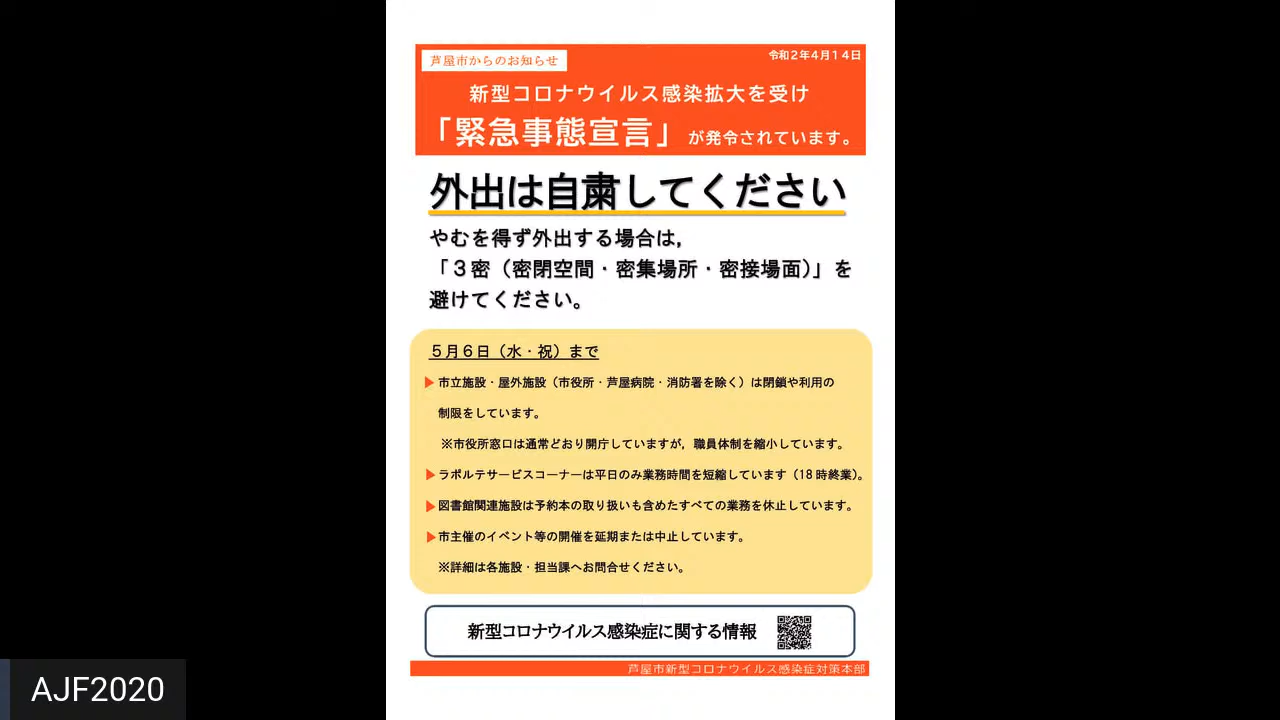 令和２年４月１４日
芦屋市からのお知らせ
新型コロナウイルス感染拡大を受け
「緊急事態宣言」が発令されています。
外出は自粛してください
やむを得ず外出する場合は，
「３密（密閉空間・密集場所・密接場面）」を
避けてください。
５月６日（水・祝）まで
▶市立施設・屋外施設（市役所・芦屋病院・消防署を除く）は閉鎖や利用の
制限をしています。
※市役所窓口は通常どおり開庁していますが，職員体制を縮小しています。
▶ラポルテサービスコーナーは平日のみ業務時間を短縮しています（18時終業）。
▶図書館関連施設は予約本の取り扱いも含めたすべての業務を休止しています。
▶市主催のイベント等の開催を延期または中止しています。
※詳細は各施設・担当課へお問合せください。
新型コロナウイルス感染症に関する情報
芦屋市新型コロナウイルス感染症対策本部
AJF2020